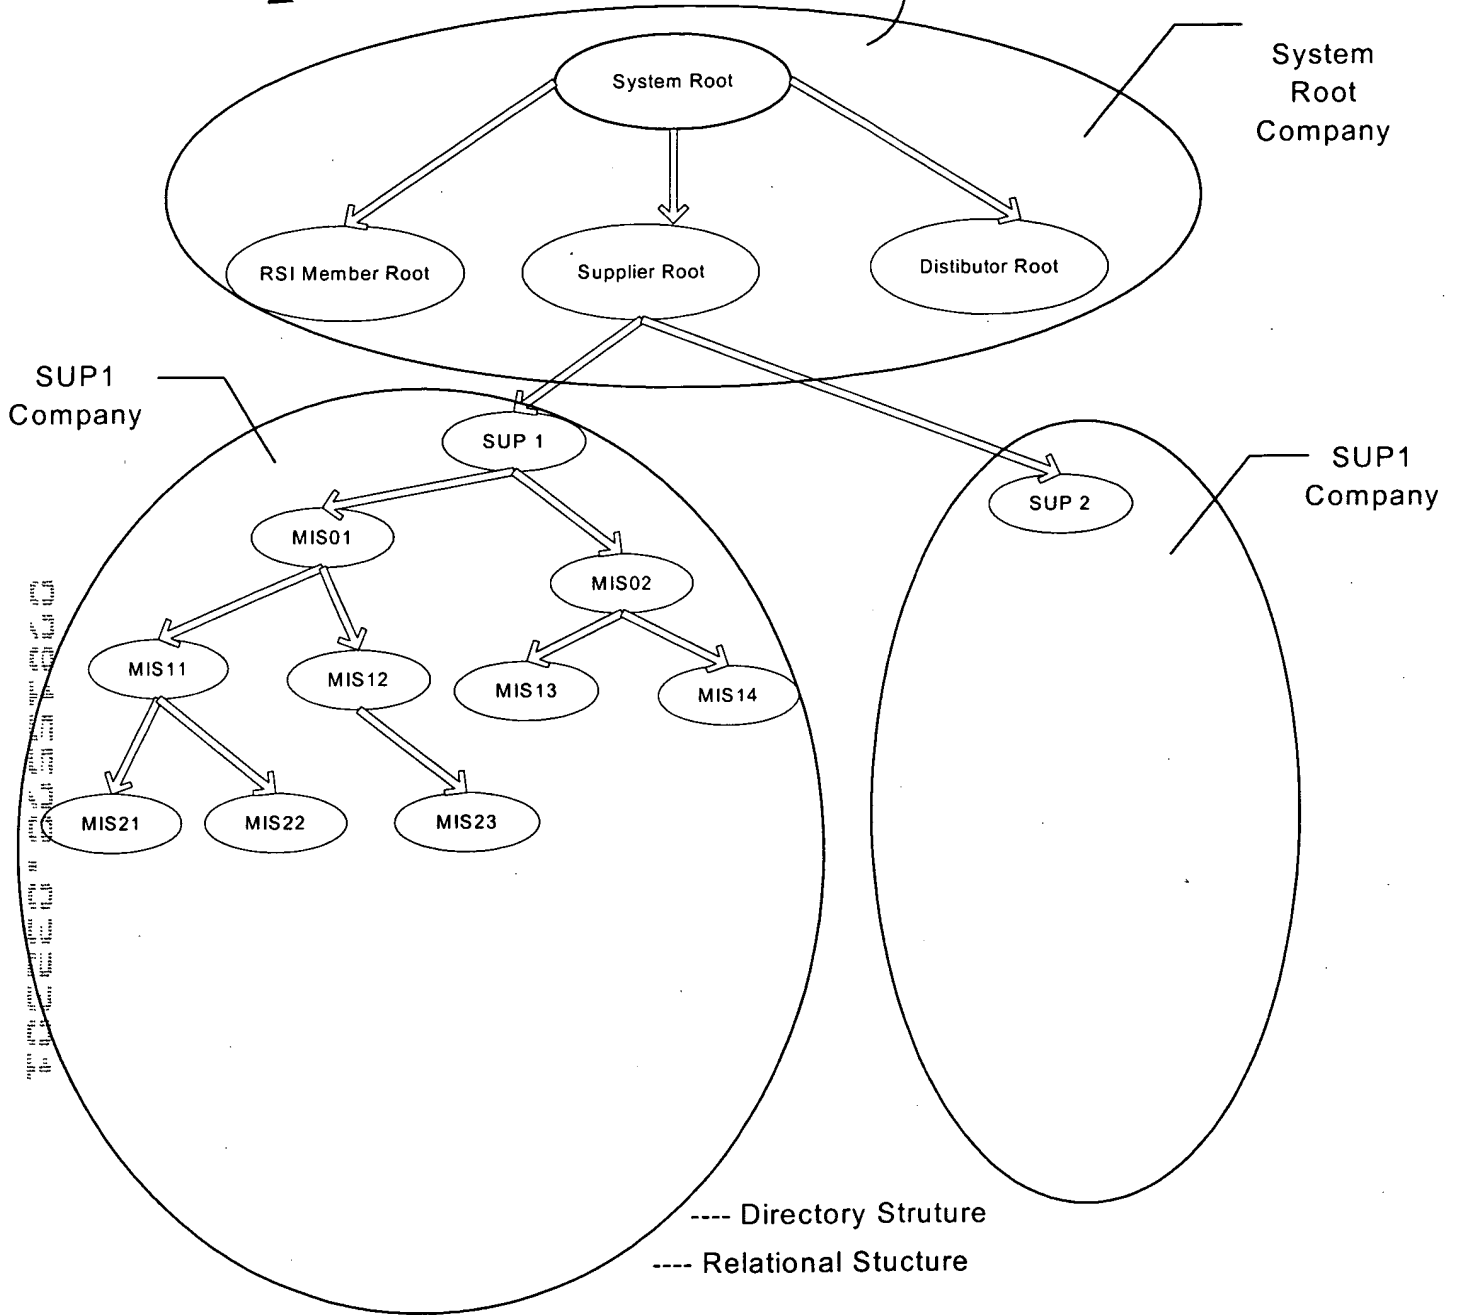 System
Root
Company
System Root
RSI Member Root
Supplier Root
Distibutor Root
SUP1
Company
SUP 1
SUP1
Company
SUP 2
MIS01
MIS02
MIS11
MIS12
MIS13
MIS14
MIS21
MIS22
MIS23
---- Directory Struture
---- Relational Stucture